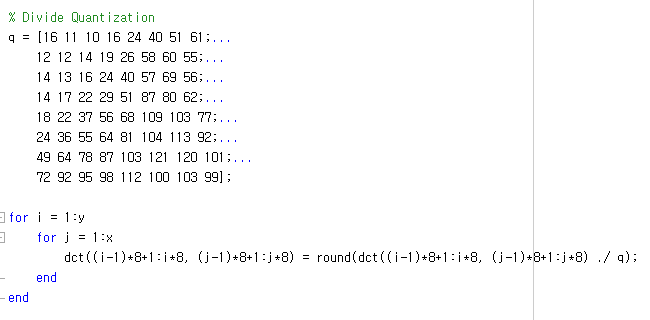 % Divide Quantization
q = [16 11 10 16 24 40 51 61;...
12 12 14 19 26 58 60 55;...
14 13 16 24 40 57 69 56;...
14 17 22 29 51 87 80 62;...
18 22 37 56 68 109 103 77;...
24 36 55 64 81 104 113 92;...
49 64 78 87 103 121 120 101;...
72 92 95 98 112 100 103 99];
for i = 1:y
for j = 1:x
dct((i-1)*8+1:i*8, (j-1)*8+1:j*8) = round(dct((i-1)*8+1:i*8, (j-1)*8+1:j*8) ./ q);
end
end